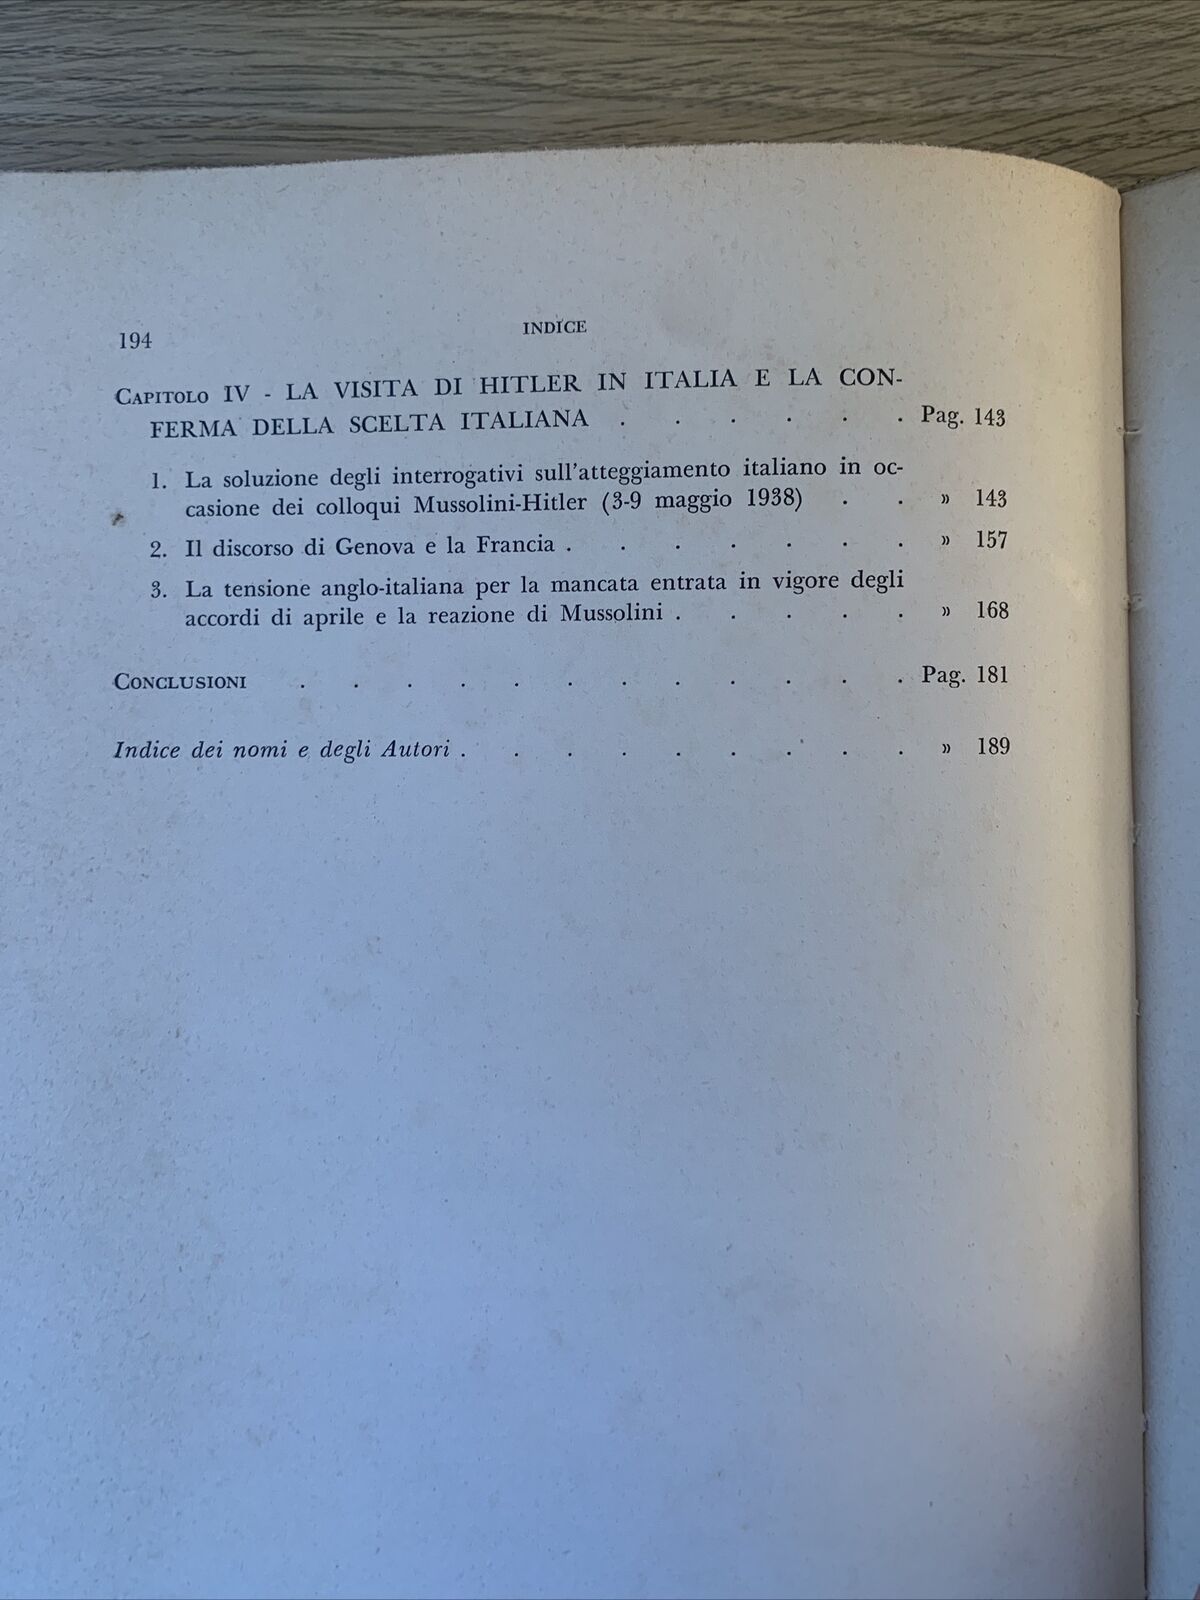 194
INDICE
Capitolo IV - LA VISITA DI HITLER IN ITALIA E LA CON-
FERMA DELLA SCELTA ITALIANA . . . . . . Pag. 143
1. La soluzione degli interrogativi sull'atteggiamento italiano in oc-
casione dei colloqui Mussolini-Hitler (3-9 maggio 1938) . . » 143
2. Il discorso di Genova e la Francia . . . . . . . » 157
3. La tensione anglo-italiana per la mancata entrata in vigore degli
accordi di aprile e la reazione di Mussolini . . . . . » 168
Conclusioni . . . . . . . . . . . . Pag. 181
Indice dei nomi e degli Autori . . . . . . . . » 189